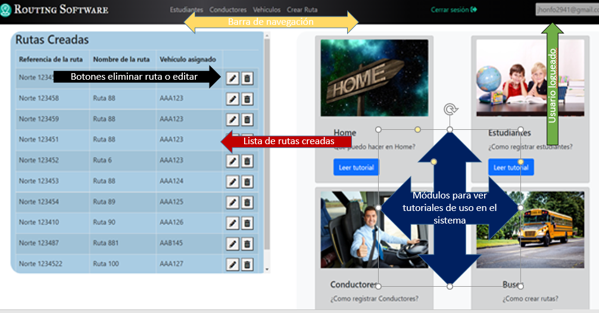 ROUTING SOFTWARE
Estudiantes Conductores Vehiculos Crear Ruta
Cerrar sesión
jhonfo2941@gmail.co
Barra de navegación
Usuario logueado
Rutas Creadas
Referencia de la ruta Nombre de la ruta Vehiculo asignado
Norte 1234
Botones eliminar ruta o editar
Norte 123458 Ruta 88 AAA123
Norte 123459 Ruta 88 AAA123
Norte 123451 Ruta 88 AAA123
Lista de rutas creadas
Norte 123452 Ruta 6 AAA123
Norte 123453 Ruta 88 AAA124
Norte 123454 Ruta 89 AAA125
Norte 123410 Ruta 90 AAA126
Norte 123487 Ruta 881 AAB145
Norte 1234522 Ruta 100 AAA127
HOME
Home
¿Qué puedo hacer en Home?
Leer tutorial
Estudiantes
¿Como registrar estudiantes?
Leer tutorial
Módulos para ver
tutoriales de uso en el
sistema
Conductores
¿Como registrar Conductores?
Buses
¿Como crear rutas?